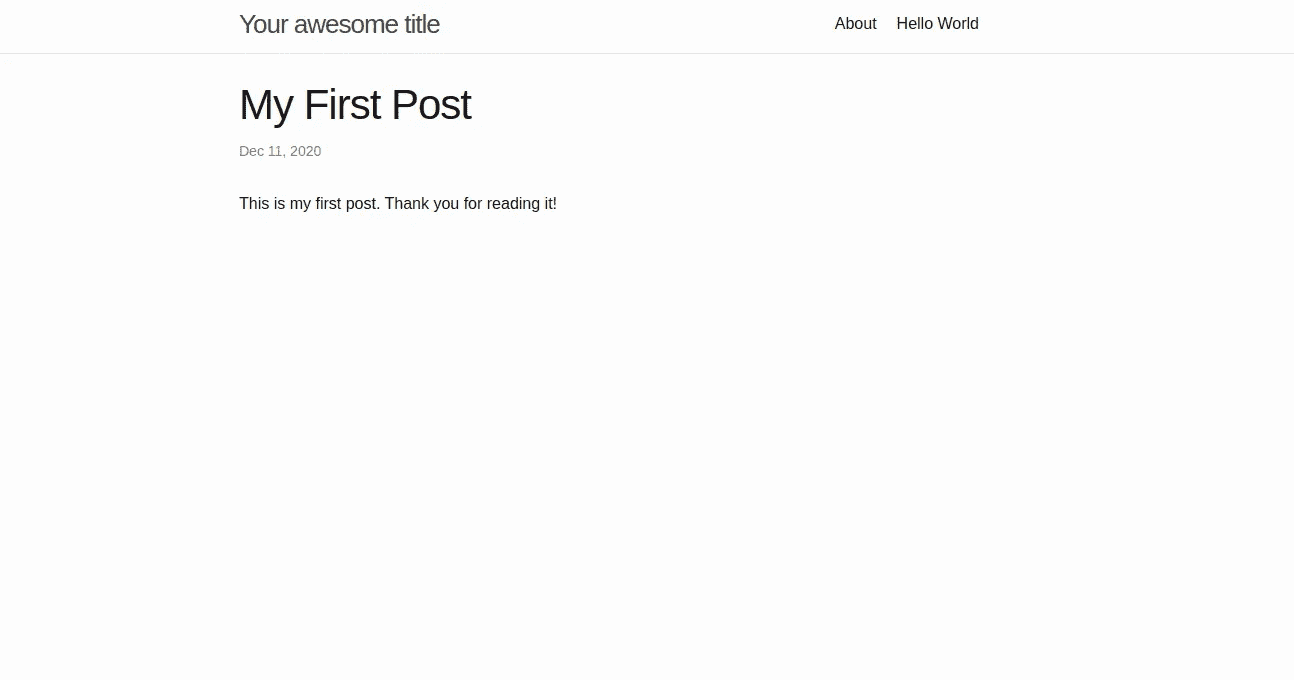 Your awesome title
About Hello World
My First Post
Dec 11, 2020
This is my first post. Thank you for reading it!